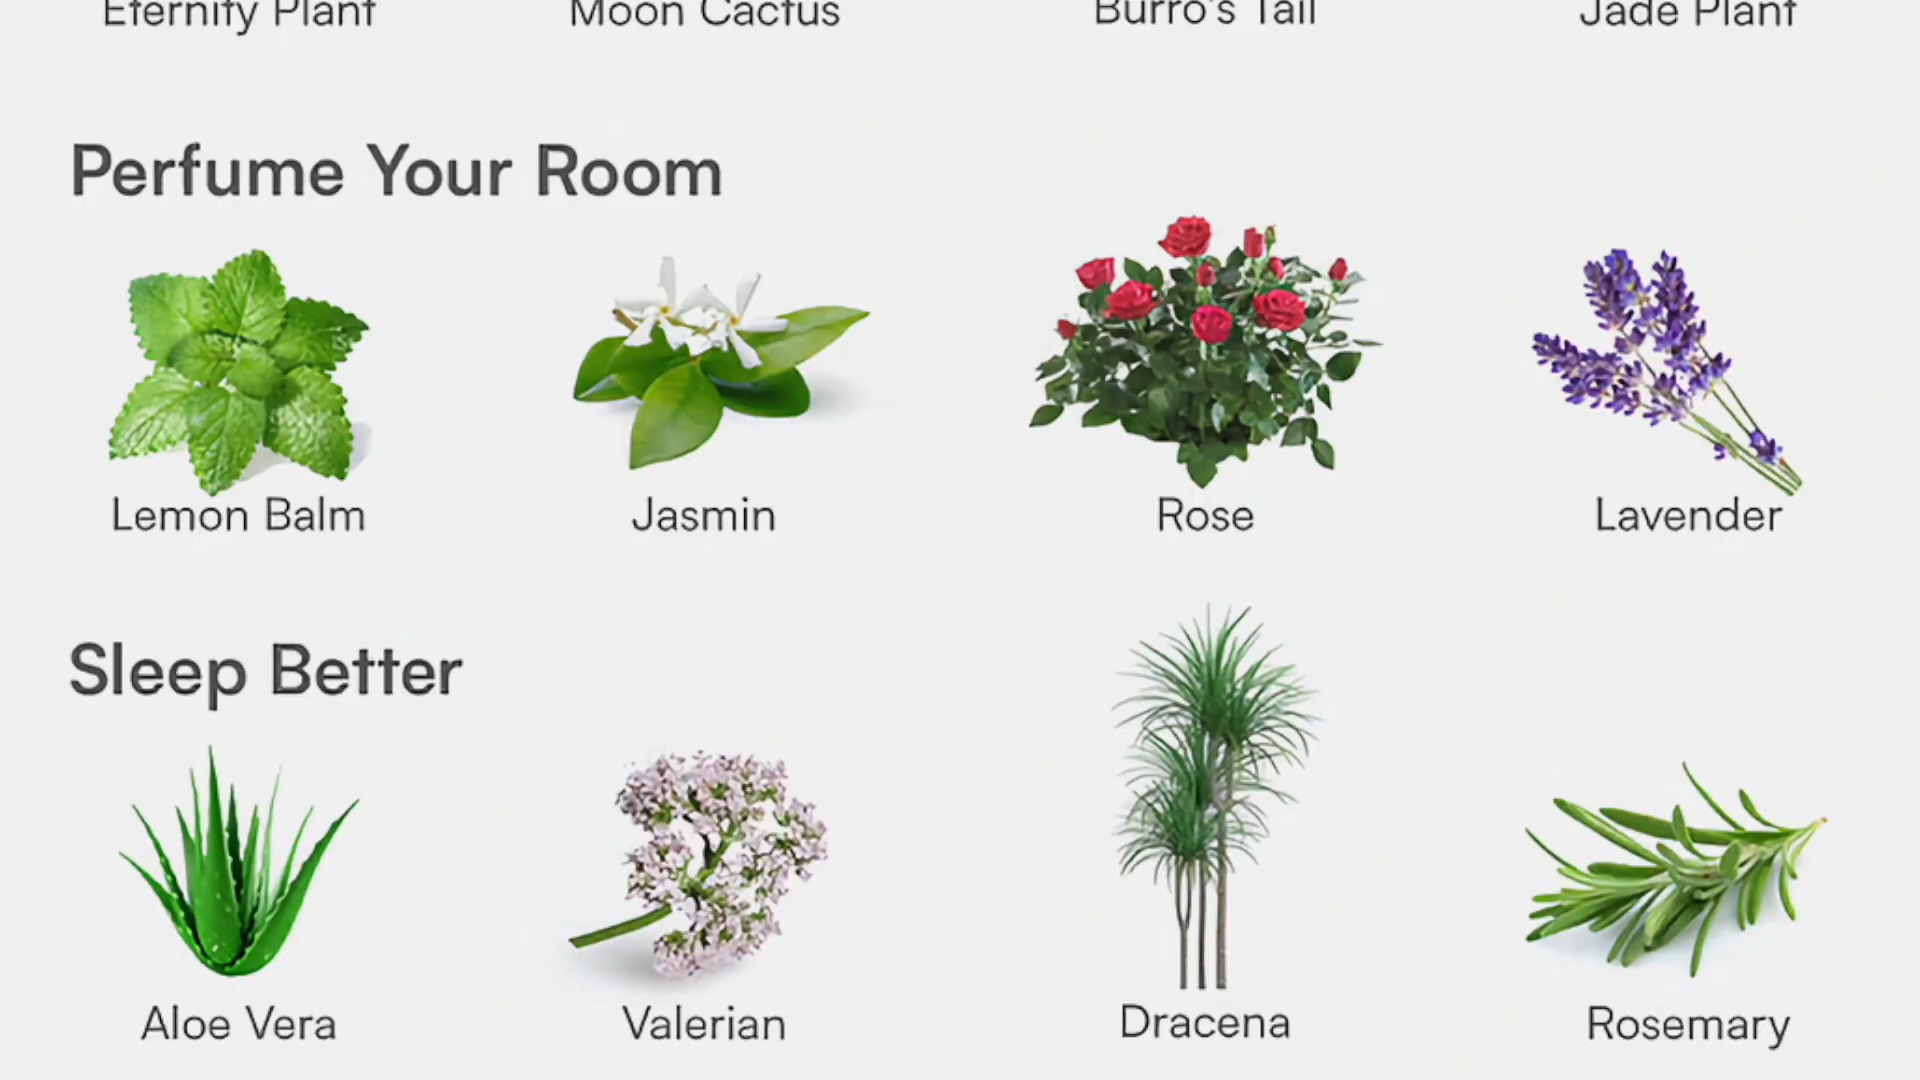 Eternity Plant Moon Cactus Burro's Tail Jade Plant
Perfume Your Room
Lemon Balm Jasmin Rose Lavender
Sleep Better
Aloe Vera Valerian Dracena Rosemary